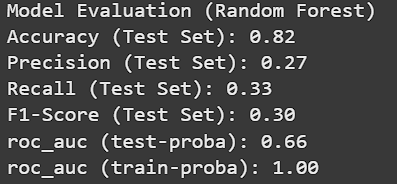 Model Evaluation (Random Forest)
Accuracy (Test Set): 0.82
Precision (Test Set): 0.27
Recall (Test Set): 0.33
F1-Score (Test Set): 0.30
roc_auc (test-proba): 0.66
roc_auc (train-proba): 1.00